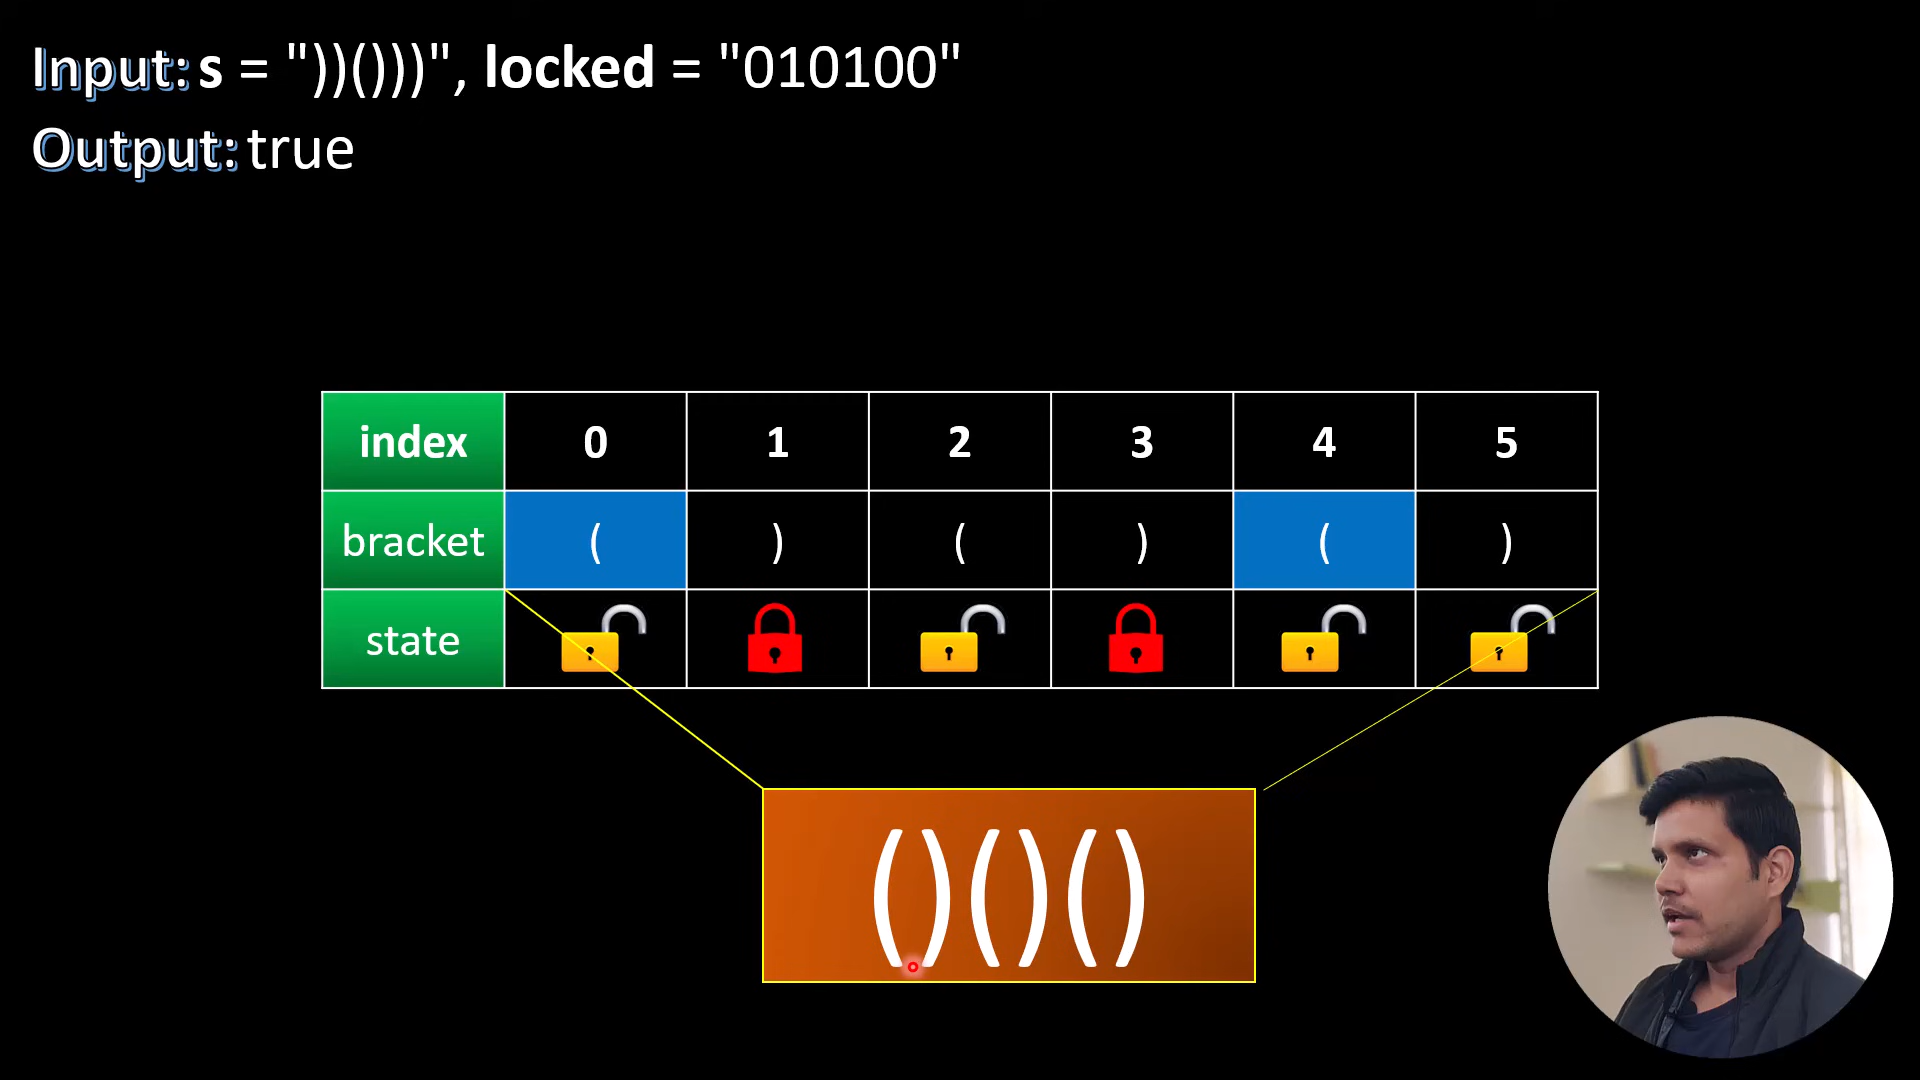 Input: s = "))()))", locked = "010100"
Output: true
index 0 1 2 3 4 5
bracket ( ) ( ) ( )
state
()()()